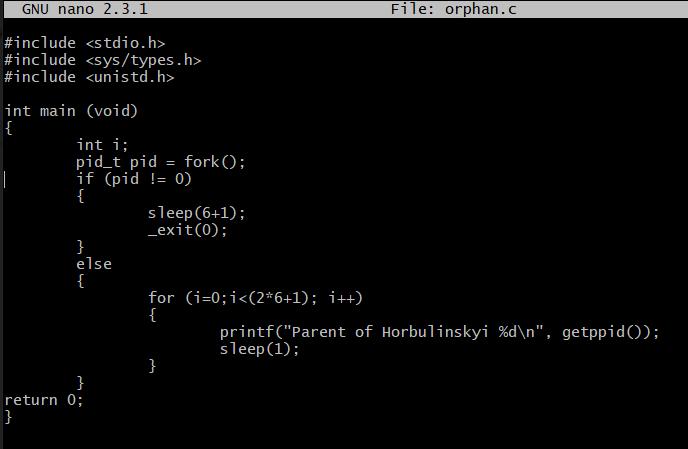 GNU nano 2.3.1 File: orphan.c
#include <stdio.h>
#include <sys/types.h>
#include <unistd.h>
int main (void)
{
int i;
pid_t pid = fork();
if (pid != 0)
{
sleep(6+1);
_exit(0);
}
else
{
for (i=0;i<(2*6+1); i++)
{
printf("Parent of Horbulinskyi %d\n", getppid());
sleep(1);
}
}
return 0;
}